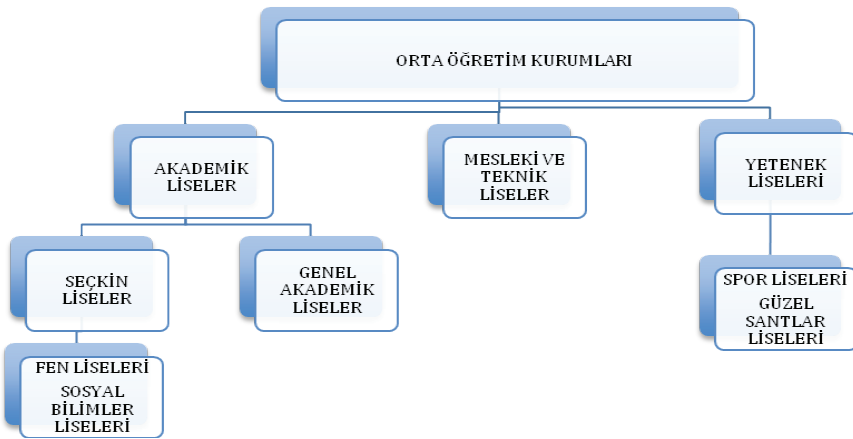 ORTA ÖĞRETİM KURUMLARI
AKADEMİK
LİSELER
MESLEKİ VE
TEKNİK
LİSELER
YETENEK
LİSELERİ
SEÇKİN
LİSELER
GENEL
AKADEMİK
LİSELER
SPOR LİSELERİ
GÜZEL
SANTLAR
LİSELERİ
FEN LİSELERİ
SOSYAL
BİLİMLER
LİSELERİ